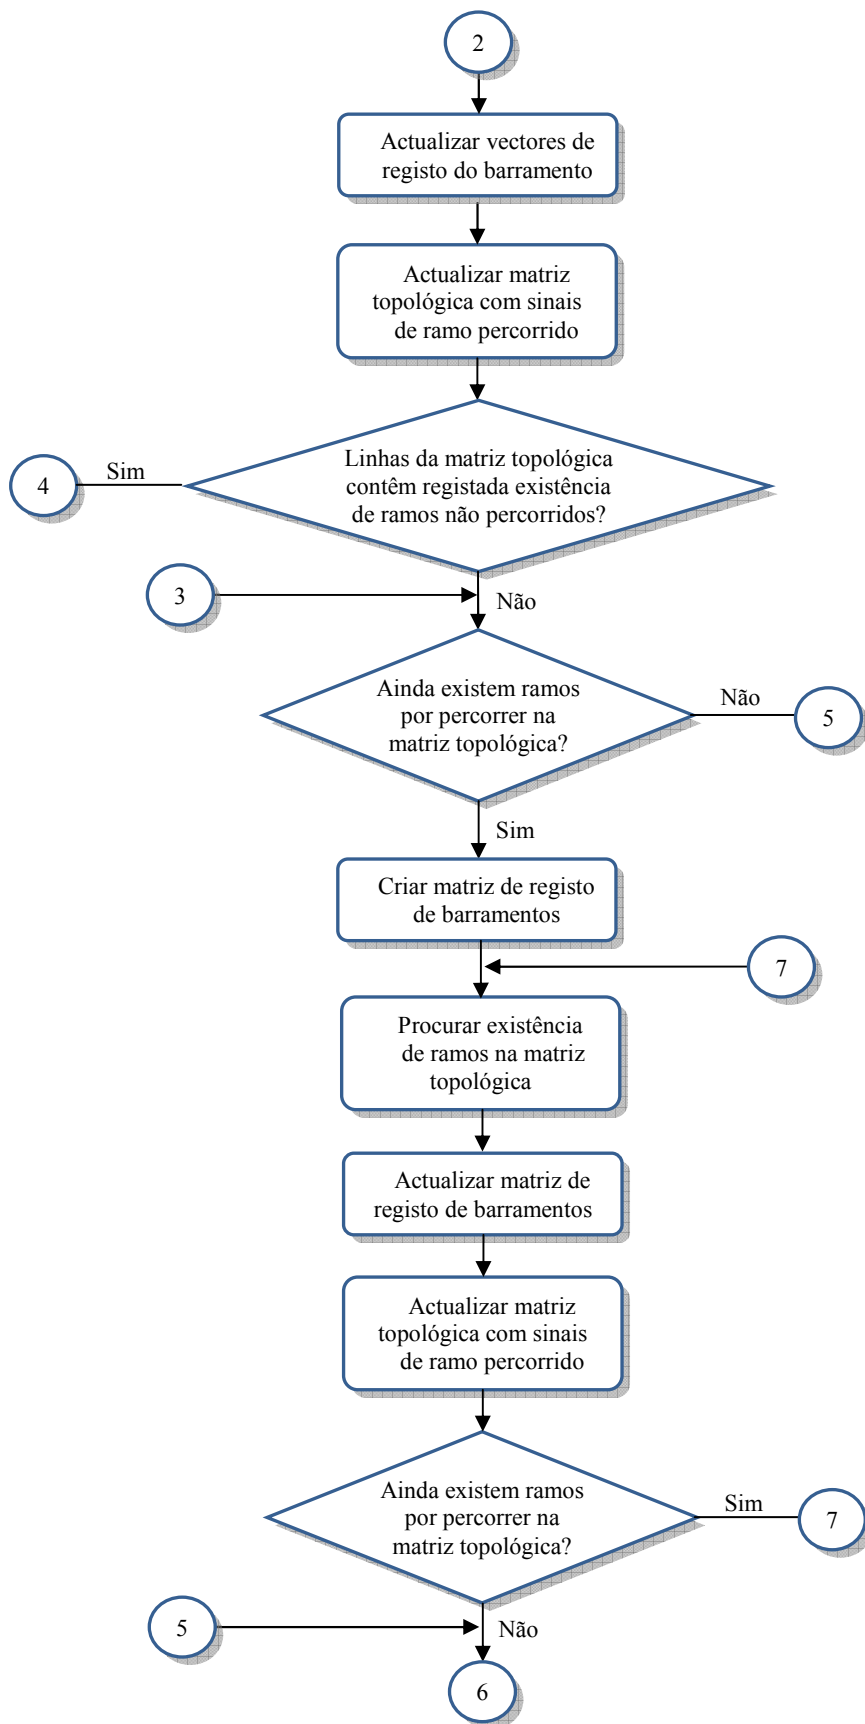 2
Actualizar vectores de
registo do barramento
Actualizar matriz
topológica com sinais
de ramo percorrido
Linhas da matriz topológica
contêm registada existência
de ramos não percorridos?
Sim
4
3
Não
Ainda existem ramos
por percorrer na
matriz topológica?
Não
5
Sim
Criar matriz de registo
de barramentos
7
Procurar existência
de ramos na matriz
topológica
Actualizar matriz de
registo de barramentos
Actualizar matriz
topológica com sinais
de ramo percorrido
Ainda existem ramos
por percorrer na
matriz topológica?
Sim
7
5
Não
6